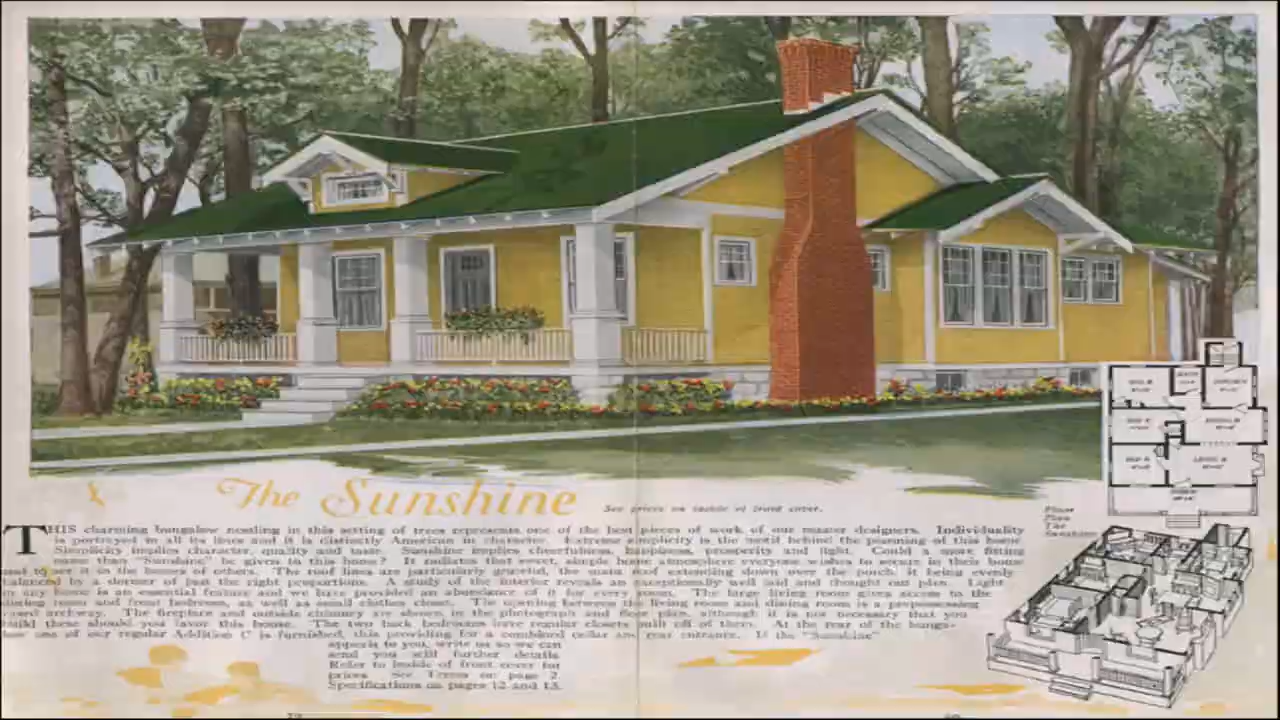 The Sunshine
See prices on inside of front cover.
THIS charming bungalow nestling in this setting of trees represents one of the best pieces of work of our master designers. Individuality
is portrayed in all its lines and it is distinctly American in character. Extreme simplicity is the motif behind the planning of this home
Simplicity implies character, quality and taste. Sunshine implies cheerfulness, happiness, prosperity and light. Could a more fitting
name than "Sunshine" be given to this home? It radiates that sweet, simple home atmosphere everyone wishes to secure in their home
and to see it in the homes of others. The roof lines are particularly graceful, the main roof extending down over the porch, it being evenly
balanced by a dormer of just the right proportions. A study of the interior reveals an exceptionally well laid and thought out plan. Light
in any home is an essential feature and we have provided an abundance of it for every room. The large living room gives access to the
dining room and front bedroom, as well as small clothes closet. The opening between the living room and dining room is a prepossessing
cased archway. The fireplace and outside chimney are shown in the photograph and floor plan, although it is not necessary that you
build these should you favor this house. The two back bedrooms have regular closets built off of them. At the rear of the bunga-
low one of our regular Addition C is furnished, this providing for a combined cellar and rear entrance. If the "Sunshine"
appeals to you, write us so we can
send you still further details
Refer to inside of front cover for
prices. See Terms on page 2.
Specifications on pages 12 and 13.
Floor
Plan
The
Sunshine